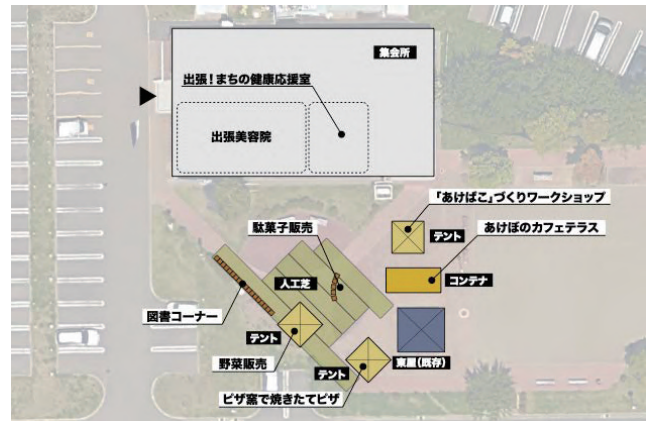 集会所
出張！まちの健康応援室
出張美容院
「あけばこ」づくりワークショップ
テント
駄菓子販売
あけぼのカフェテラス
人工芝
コンテナ
図書コーナー
テント
野菜販売
東屋（既存）
テント
ピザ窯で焼きたてピザ